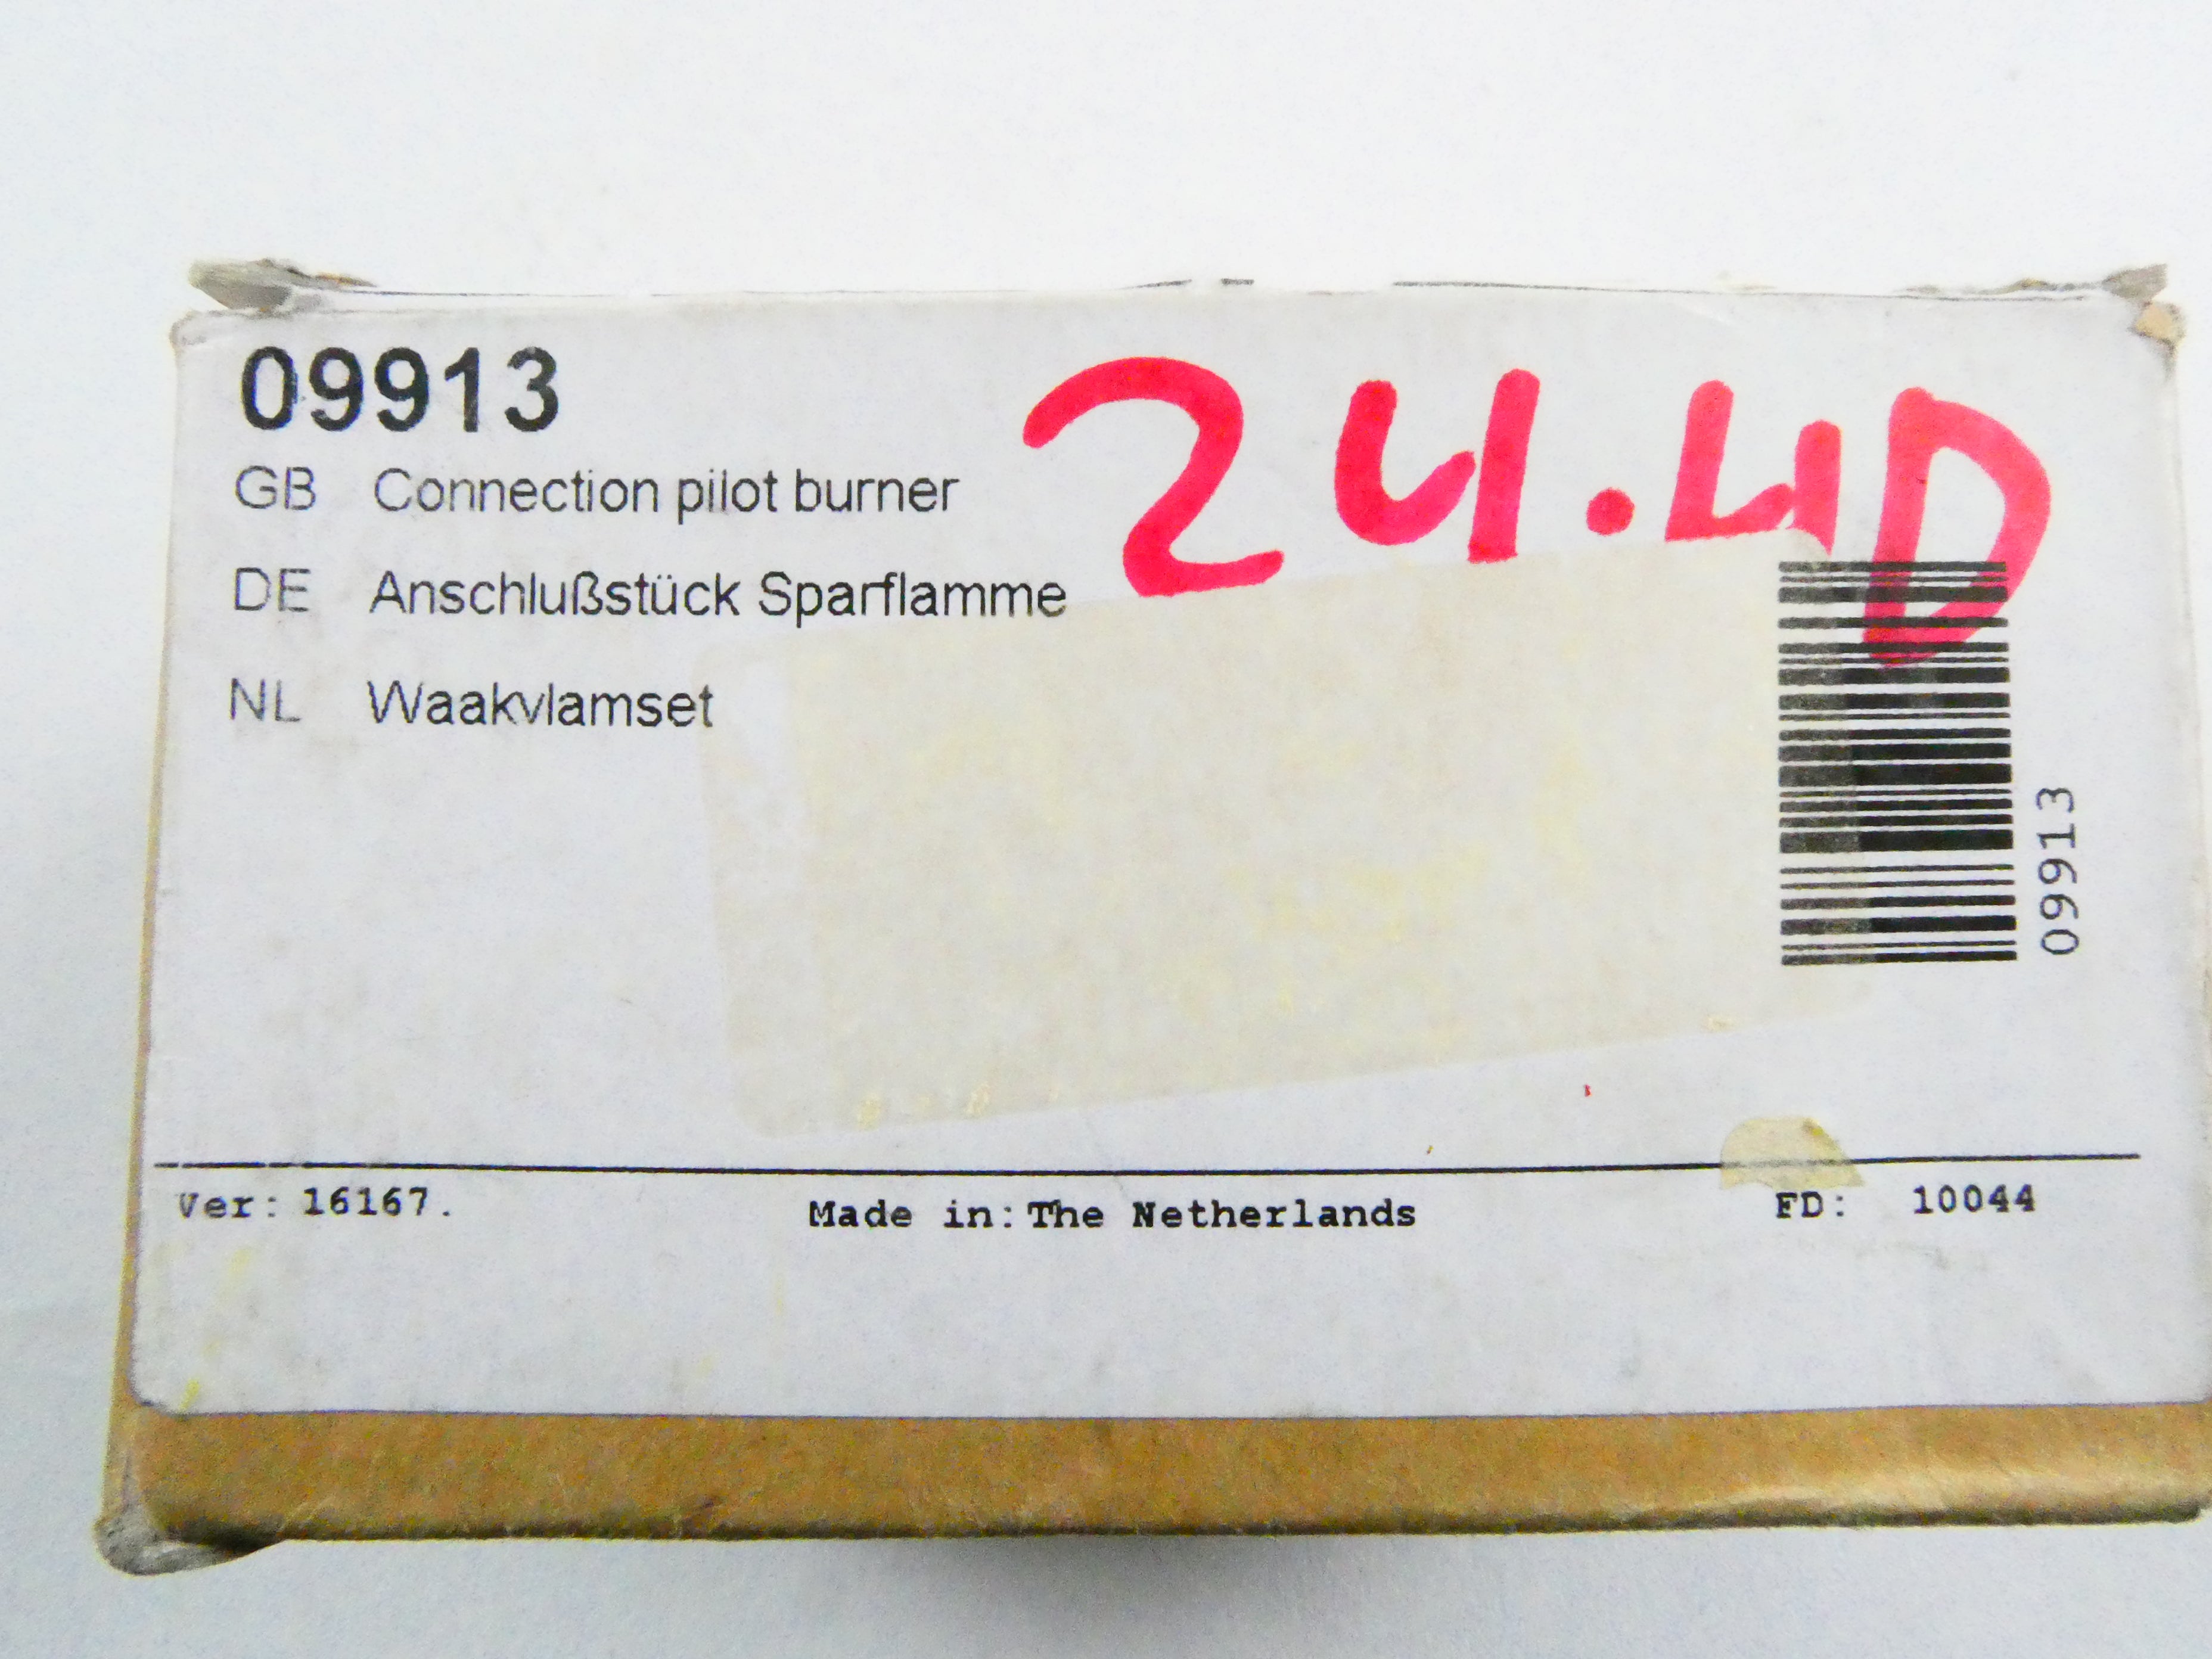 09913
24.40
GB Connection pilot burner
DE Anschlußstück Sparflamme
NL Waakvlamset
09913
Ver: 16167.
Made in: The Netherlands
FD: 10044